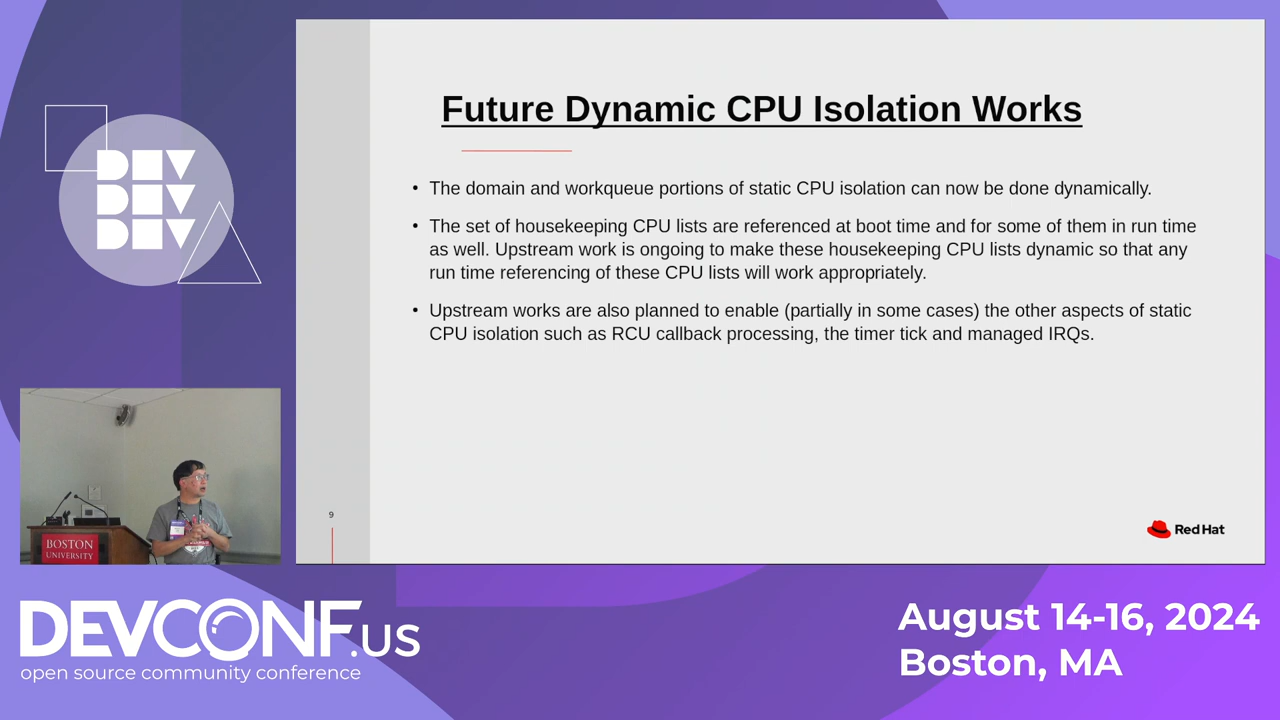 DEV
DEV
DEV
Future Dynamic CPU Isolation Works
• The domain and workqueue portions of static CPU isolation can now be done dynamically.
• The set of housekeeping CPU lists are referenced at boot time and for some of them in run time
as well. Upstream work is ongoing to make these housekeeping CPU lists dynamic so that any
run time referencing of these CPU lists will work appropriately.
• Upstream works are also planned to enable (partially in some cases) the other aspects of static
CPU isolation such as RCU callback processing, the timer tick and managed IRQs.
9
Red Hat
BOSTON
UNIVERSITY
DEVCONF.US
open source community conference
August 14-16, 2024
Boston, MA